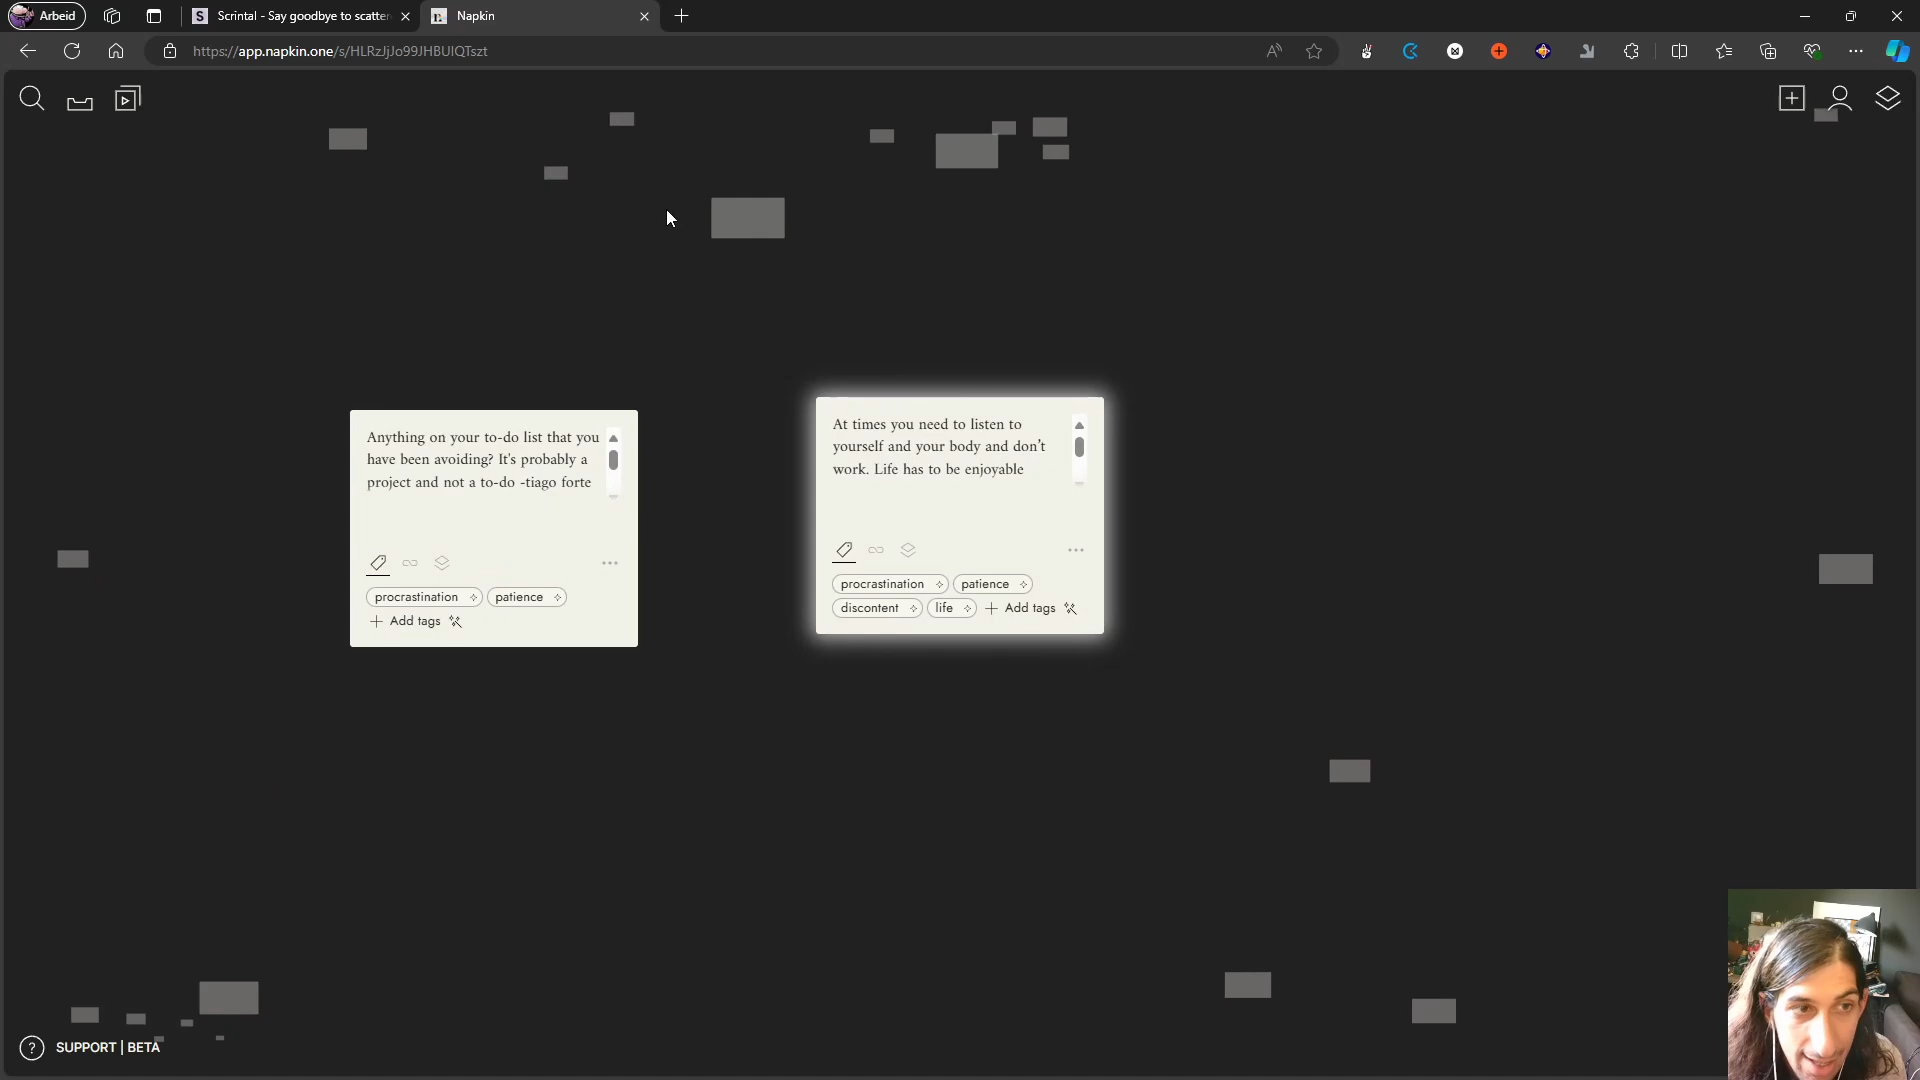 Arbeid
Scrintal - Say goodbye to scatter
Napkin
https://app.napkin.one/s/HLRzJjJo99JHBUIQTszt
Anything on your to-do list that you
have been avoiding? It's probably a
project and not a to-do -tiago forte
procrastination
patience
Add tags
At times you need to listen to
yourself and your body and don't
work. Life has to be enjoyable
procrastination
patience
discontent
life
Add tags
SUPPORT | BETA